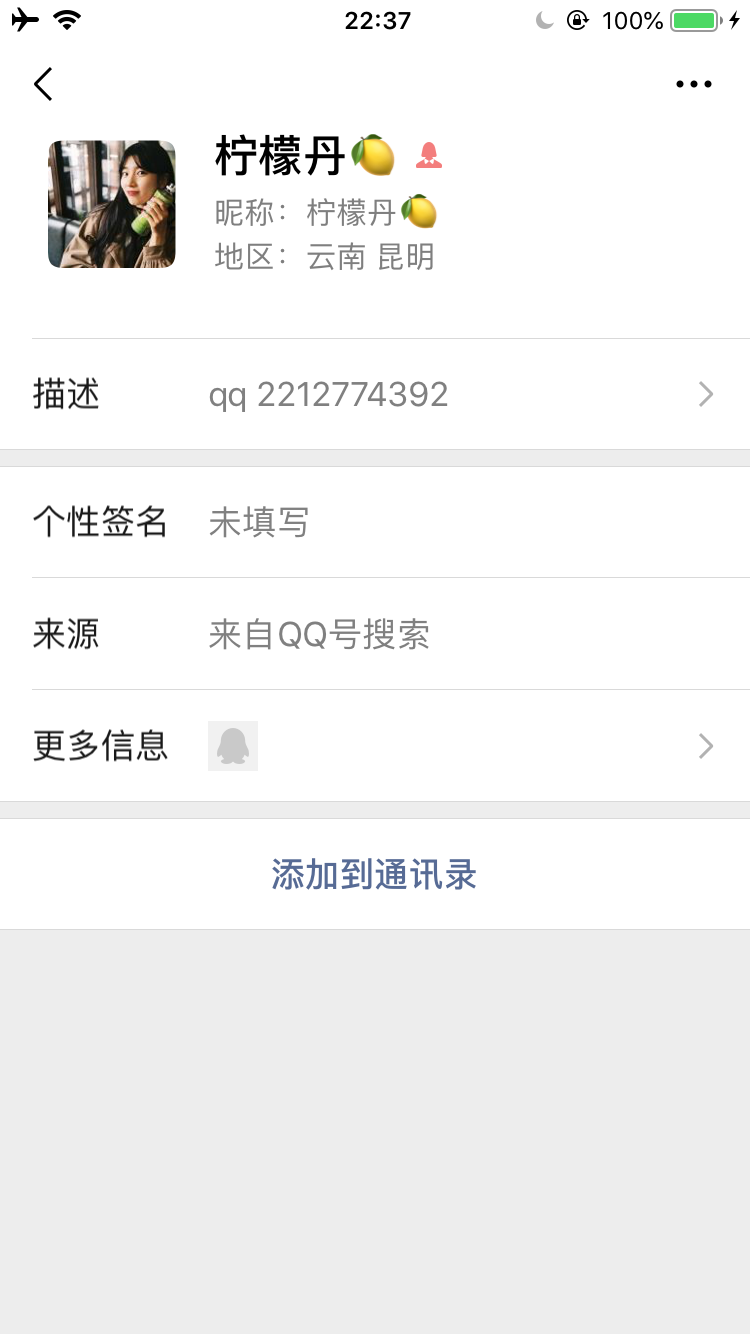 22:37
100%
柠檬丹🍋
昵称：柠檬丹🍋
地区：云南 昆明
描述 qq 2212774392
个性签名 未填写
来源 来自QQ号搜索
更多信息
添加到通讯录